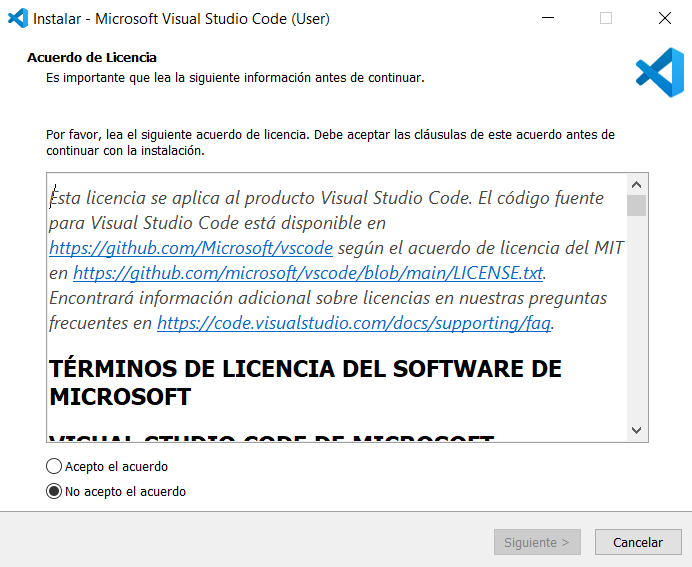 Instalar - Microsoft Visual Studio Code (User)
Acuerdo de Licencia
Es importante que lea la siguiente información antes de continuar.
Por favor, lea el siguiente acuerdo de licencia. Debe aceptar las cláusulas de este acuerdo antes de
continuar con la instalación.
Esta licencia se aplica al producto Visual Studio Code. El código fuente
para Visual Studio Code está disponible en
https://github.com/Microsoft/vscode según el acuerdo de licencia del MIT
en https://github.com/microsoft/vscode/blob/main/LICENSE.txt.
Encontrará información adicional sobre licencias en nuestras preguntas
frecuentes en https://code.visualstudio.com/docs/supporting/faq.
TÉRMINOS DE LICENCIA DEL SOFTWARE DE
MICROSOFT
VISUAL STUDIO CODE DE MICROSOFT
Acepto el acuerdo
No acepto el acuerdo
Siguiente >
Cancelar